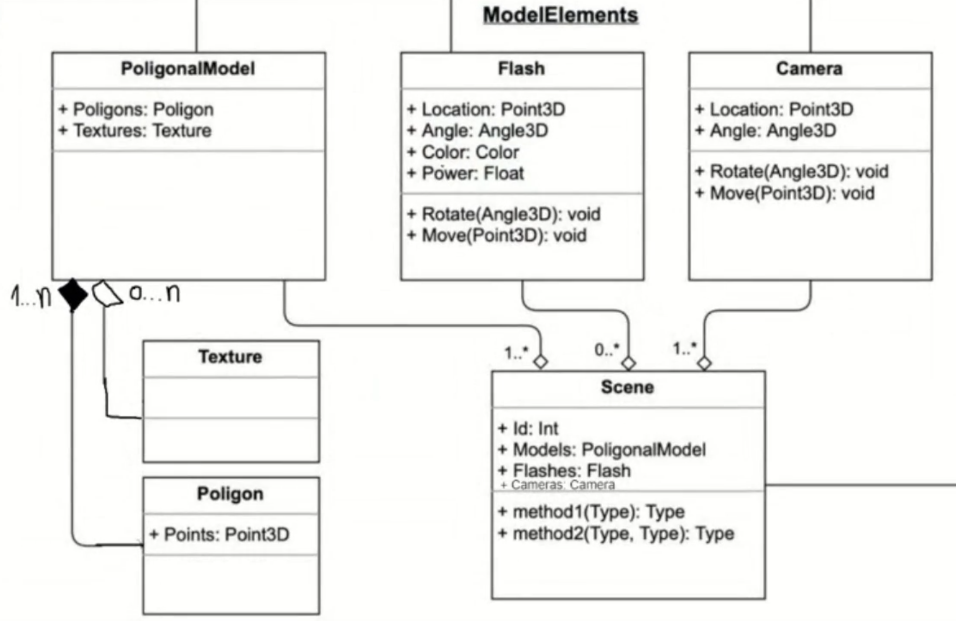 ModelElements
PoligonalModel
+ Poligons: Poligon
+ Textures: Texture
Flash
+ Location: Point3D
+ Angle: Angle3D
+ Color: Color
+ Power: Float
+ Rotate(Angle3D): void
+ Move(Point3D): void
Camera
+ Location: Point3D
+ Angle: Angle3D
+ Rotate(Angle3D): void
+ Move(Point3D): void
1...n
0...n
1..*
0..*
1..*
Texture
Poligon
+ Points: Point3D
Scene
+ Id: Int
+ Models: PoligonalModel
+ Flashes: Flash
+ Cameras: Camera
+ method1(Type): Type
+ method2(Type, Type): Type